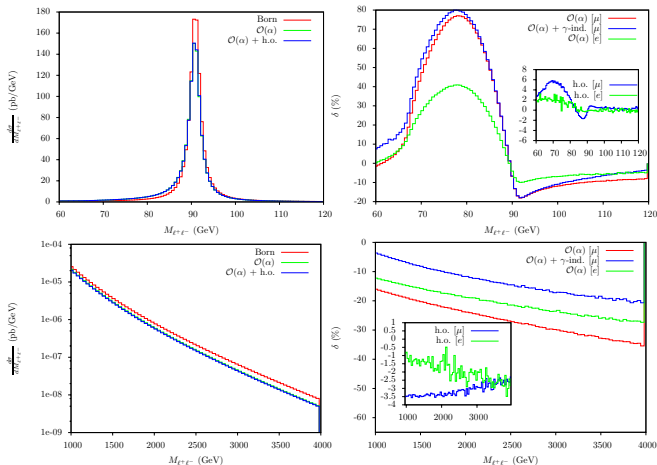 180
160
140
120
100
80
60
40
20
0
60
70
80
90
100
110
120
dσ
dM_{ℓ⁺ℓ⁻}
(pb/GeV)
M_{ℓ⁺ℓ⁻} (GeV)
Born
O(α)
O(α) + h.o.
80
70
60
50
40
30
20
10
0
-10
-20
60
70
80
90
100
110
120
δ (%)
M_{ℓ⁺ℓ⁻} (GeV)
O(α) [μ]
O(α) + γ-ind. [μ]
O(α) [e]
h.o. [μ]
h.o. [e]
8
6
4
2
0
-2
-4
-6
60 70 80 90 100 110 120
1e-04
1e-05
1e-06
1e-07
1e-08
1e-09
1000
1500
2000
2500
3000
3500
4000
dσ
dM_{ℓ⁺ℓ⁻}
(pb/GeV)
M_{ℓ⁺ℓ⁻} (GeV)
Born
O(α)
O(α) + h.o.
0
-10
-20
-30
-40
-50
-60
1000
1500
2000
2500
3000
3500
4000
δ (%)
M_{ℓ⁺ℓ⁻} (GeV)
O(α) [μ]
O(α) + γ-ind. [μ]
O(α) [e]
h.o. [μ]
h.o. [e]
1
0.5
0
-0.5
-1
-1.5
-2
-2.5
-3
-3.5
-4
1000
2000
3000